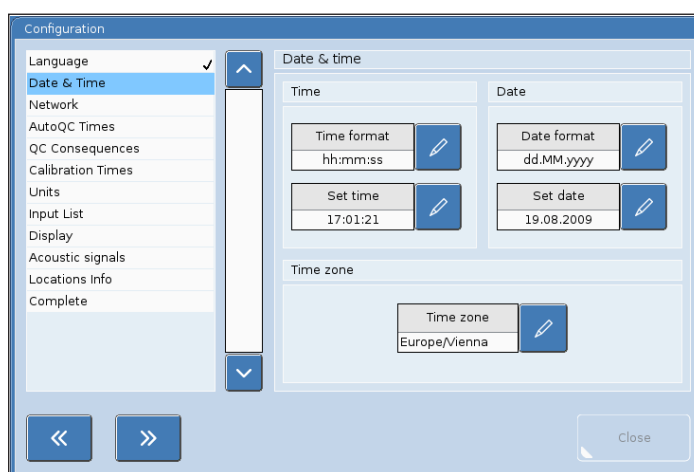 Configuration
Language
Date & Time
Network
AutoQC Times
QC Consequences
Calibration Times
Units
Input List
Display
Acoustic signals
Locations Info
Complete
Date & time
Time
Date
Time format
hh:mm:ss
Date format
dd.MM.yyyy
Set time
17:01:21
Set date
19.08.2009
Time zone
Time zone
Europe/Vienna
Close